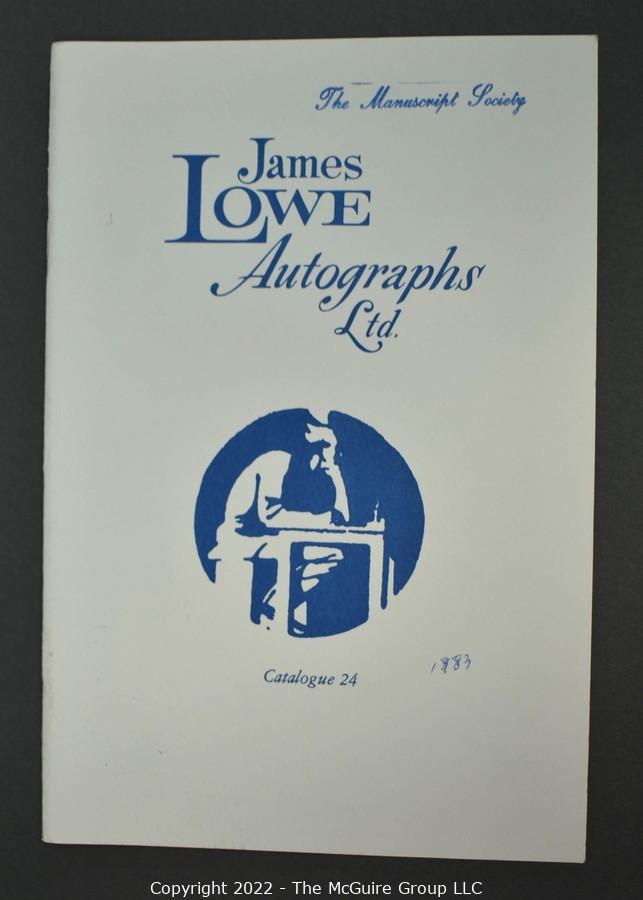 The Manuscript Society
James
LOWE
Autographs
Ltd.
Catalogue 24
1983
Copyright 2022 - The McGuire Group LLC